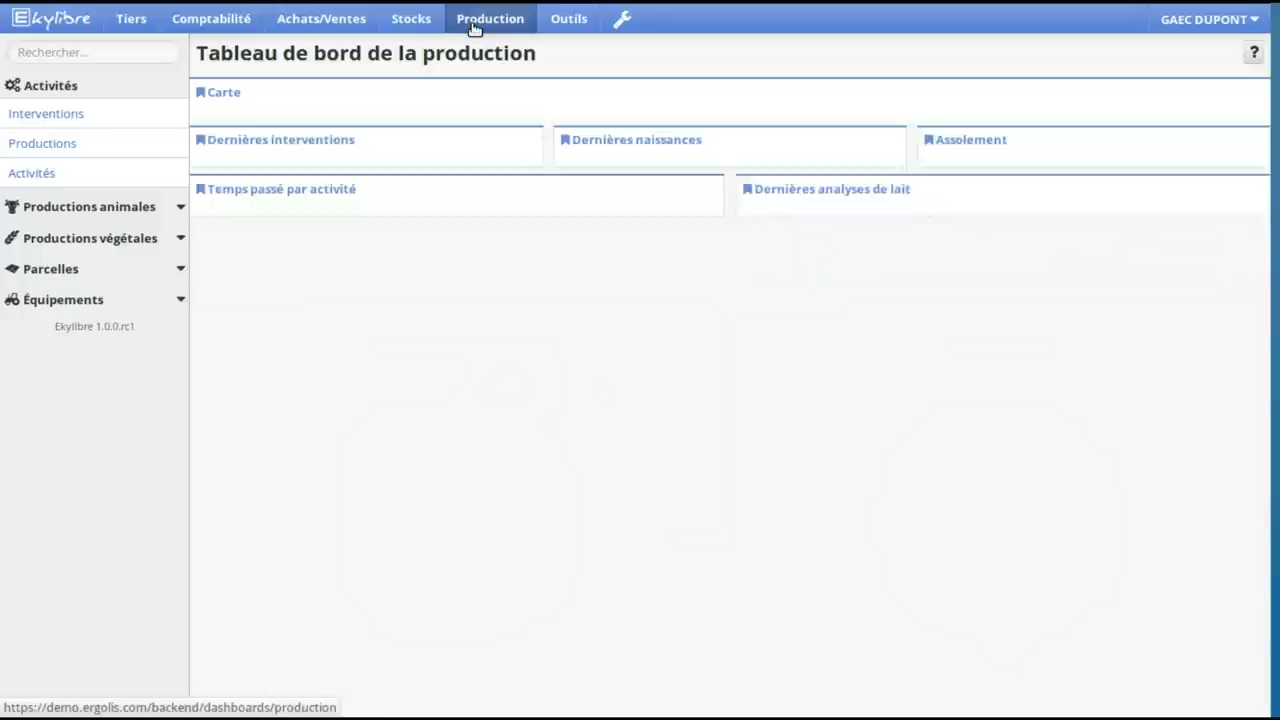 Ekylibre Tiers Comptabilité Achats/Ventes Stocks Production Outils GAEC DUPONT
Rechercher...
Tableau de bord de la production
?
Activités
Interventions
Productions
Activités
Productions animales
Productions végétales
Parcelles
Équipements
Ekylibre 1.0.0.rc1
Carte
Dernières interventions
Dernières naissances
Assolement
Temps passé par activité
Dernières analyses de lait
https://demo.ergolis.com/backend/dashboards/production